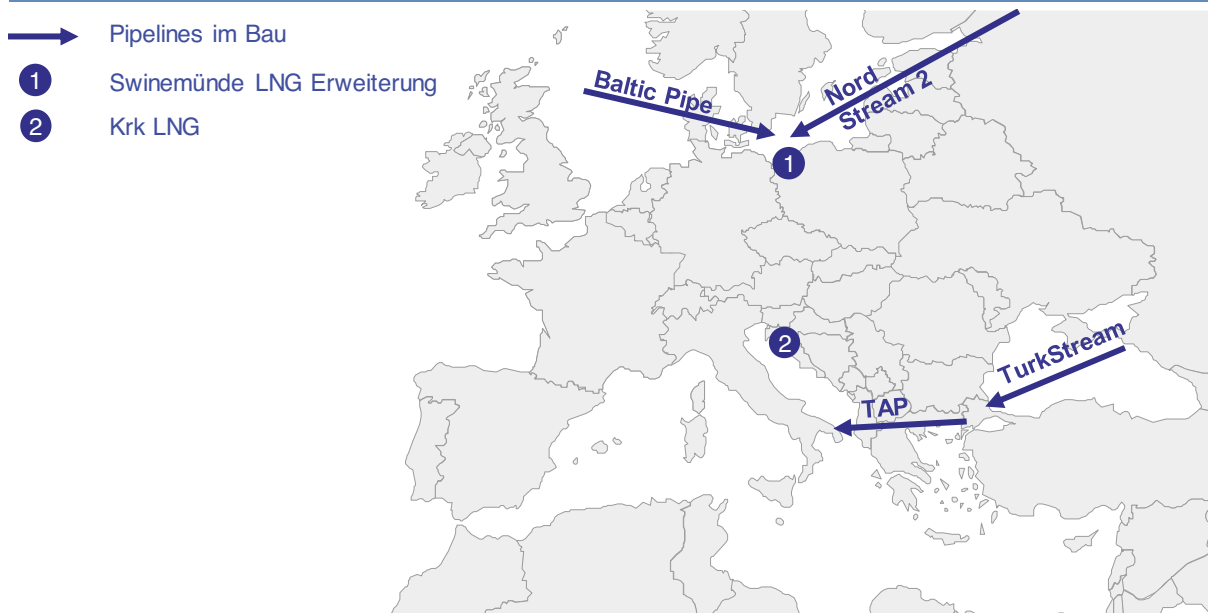 Pipelines im Bau
1 Swinemünde LNG Erweiterung
2 Krk LNG
Baltic Pipe
Nord
Stream 2
1
2
TurkStream
TAP